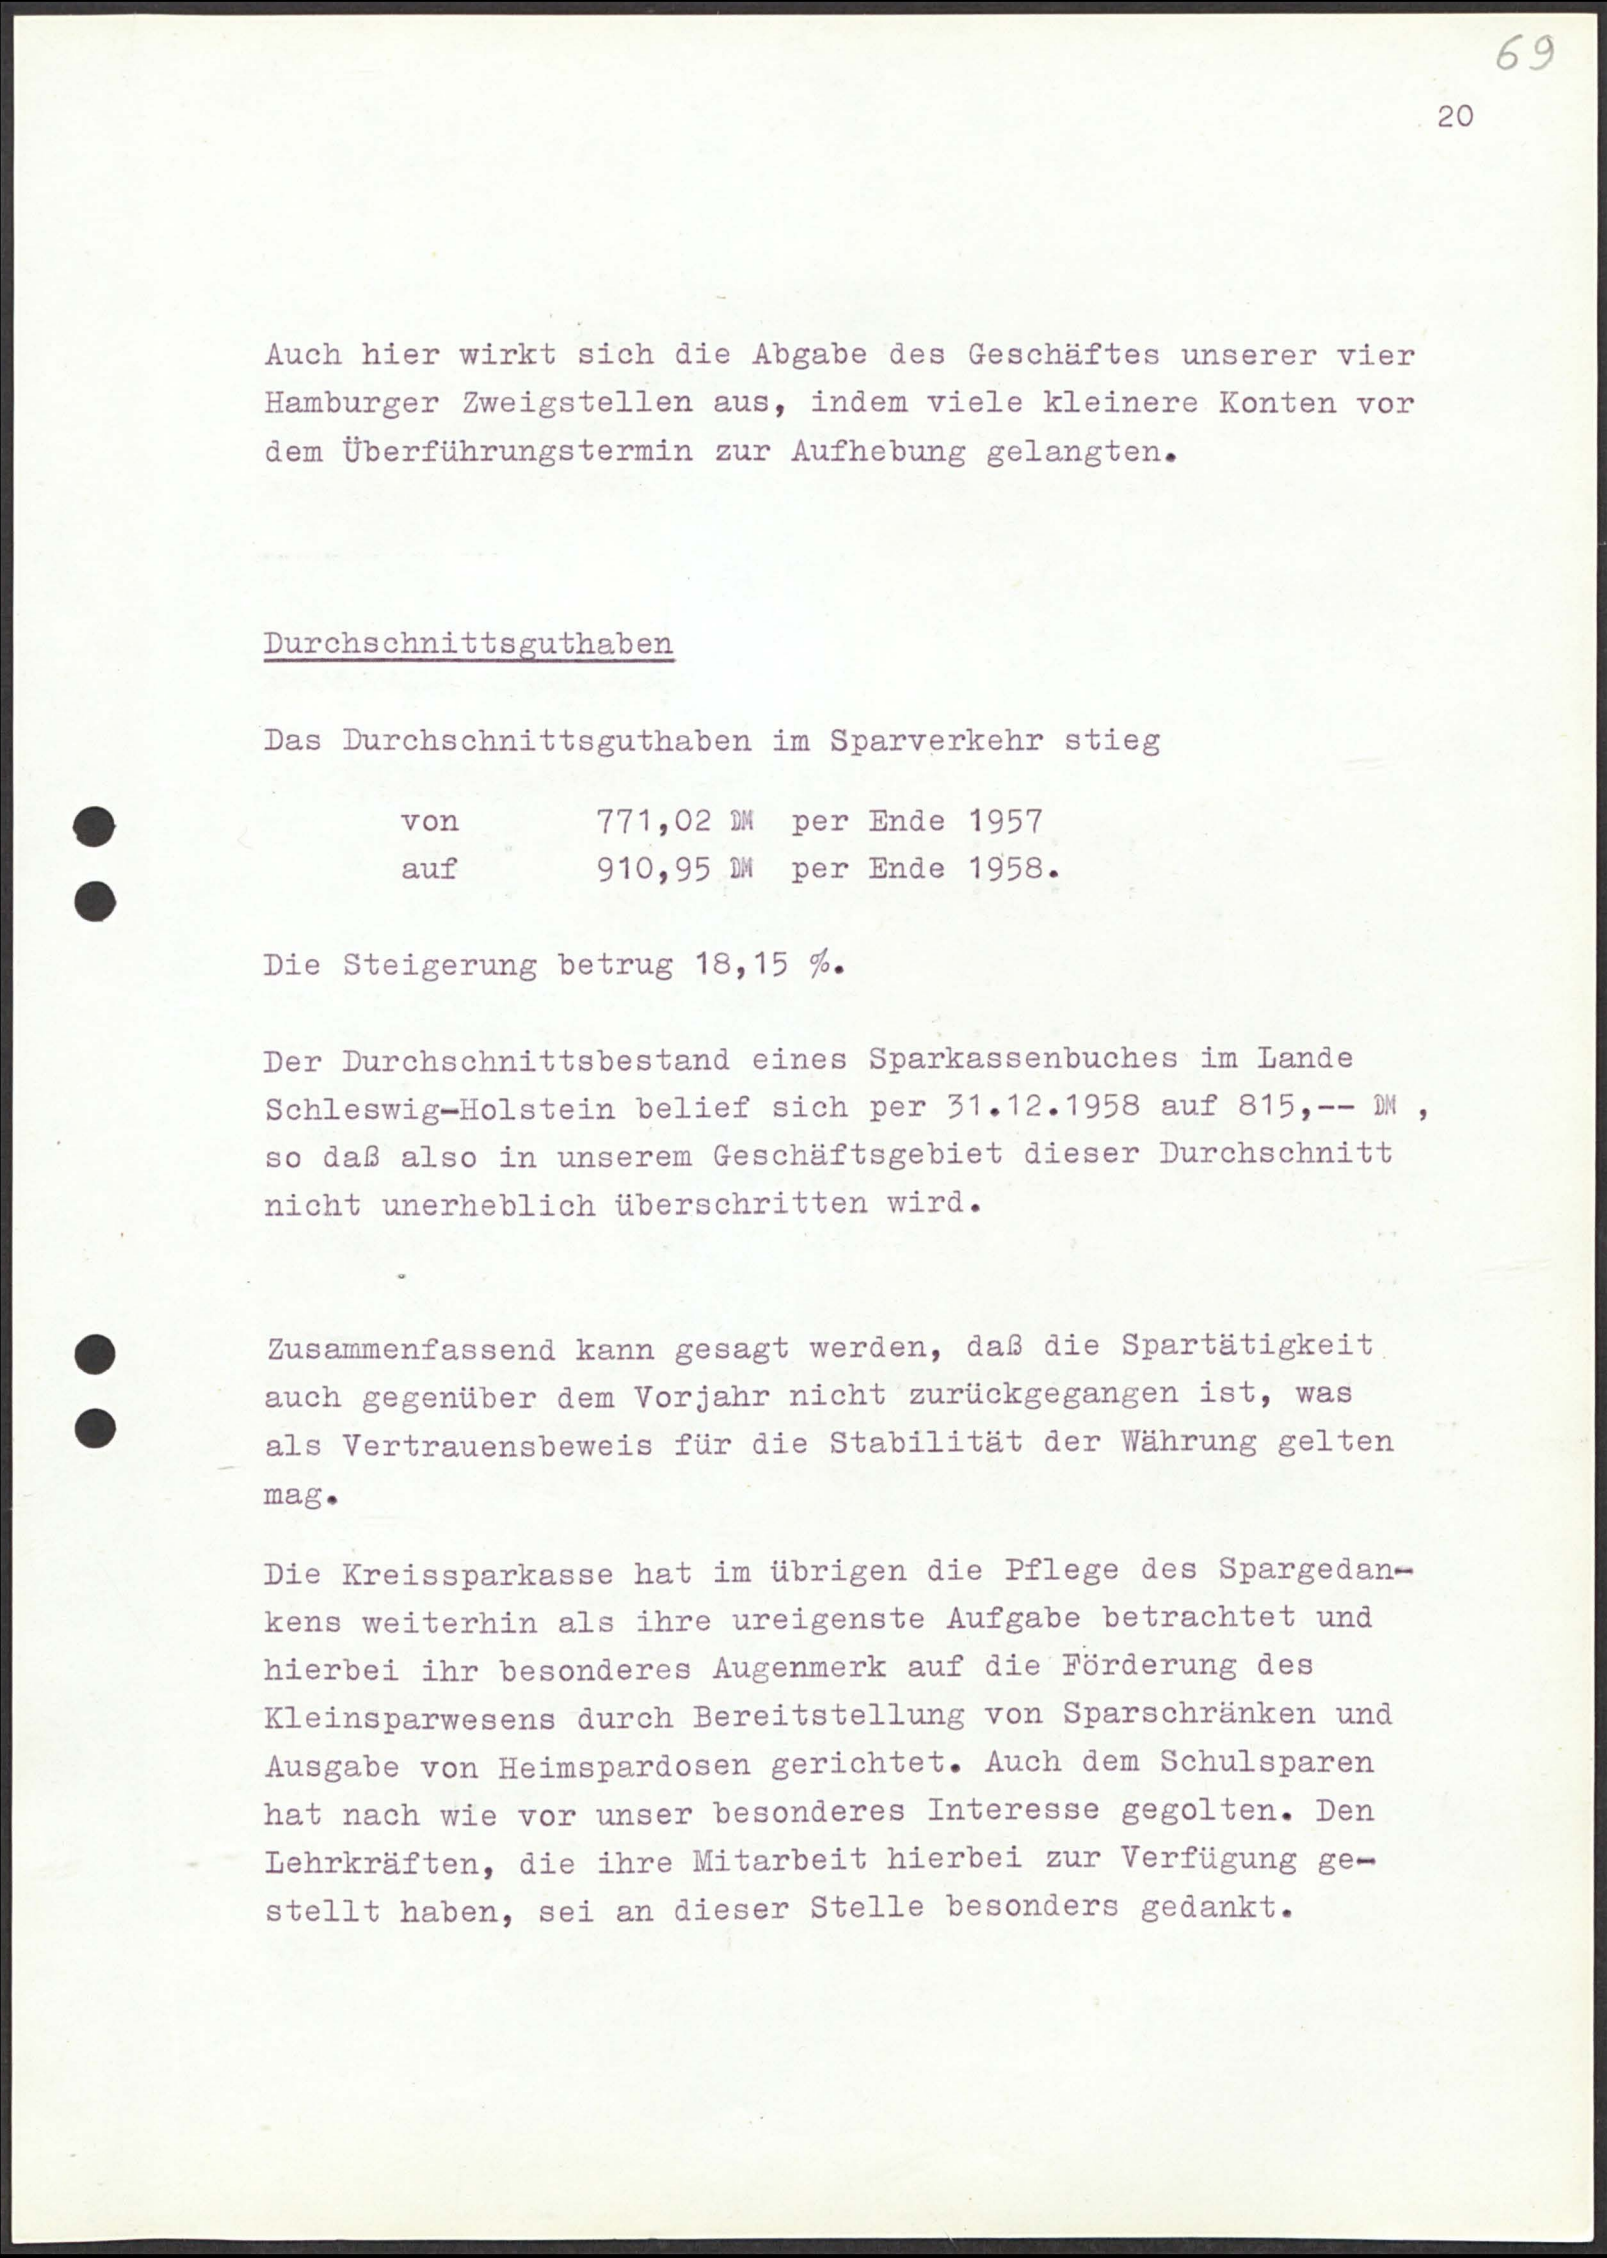 69
20
Auch hier wirkt sich die Abgabe des Geschäftes unserer vier
Hamburger Zweigstellen aus, indem viele kleinere Konten vor
dem Überführungstermin zur Aufhebung gelangten.
Durchschnittsguthaben
Das Durchschnittsguthaben im Sparverkehr stieg
von 771,02 DM per Ende 1957
auf 910,95 DM per Ende 1958.
Die Steigerung betrug 18,15 %.
Der Durchschnittsbestand eines Sparkassenbuches im Lande
Schleswig-Holstein belief sich per 31.12.1958 auf 815,-- DM ,
so daß also in unserem Geschäftsgebiet dieser Durchschnitt
nicht unerheblich überschritten wird.
Zusammenfassend kann gesagt werden, daß die Spartätigkeit
auch gegenüber dem Vorjahr nicht zurückgegangen ist, was
als Vertrauensbeweis für die Stabilität der Währung gelten
mag.
Die Kreissparkasse hat im übrigen die Pflege des Spargedan-
kens weiterhin als ihre ureigenste Aufgabe betrachtet und
hierbei ihr besonderes Augenmerk auf die Förderung des
Kleinsparwesens durch Bereitstellung von Sparschränken und
Ausgabe von Heimspardosen gerichtet. Auch dem Schulsparen
hat nach wie vor unser besonderes Interesse gegolten. Den
Lehrkräften, die ihre Mitarbeit hierbei zur Verfügung ge-
stellt haben, sei an dieser Stelle besonders gedankt.